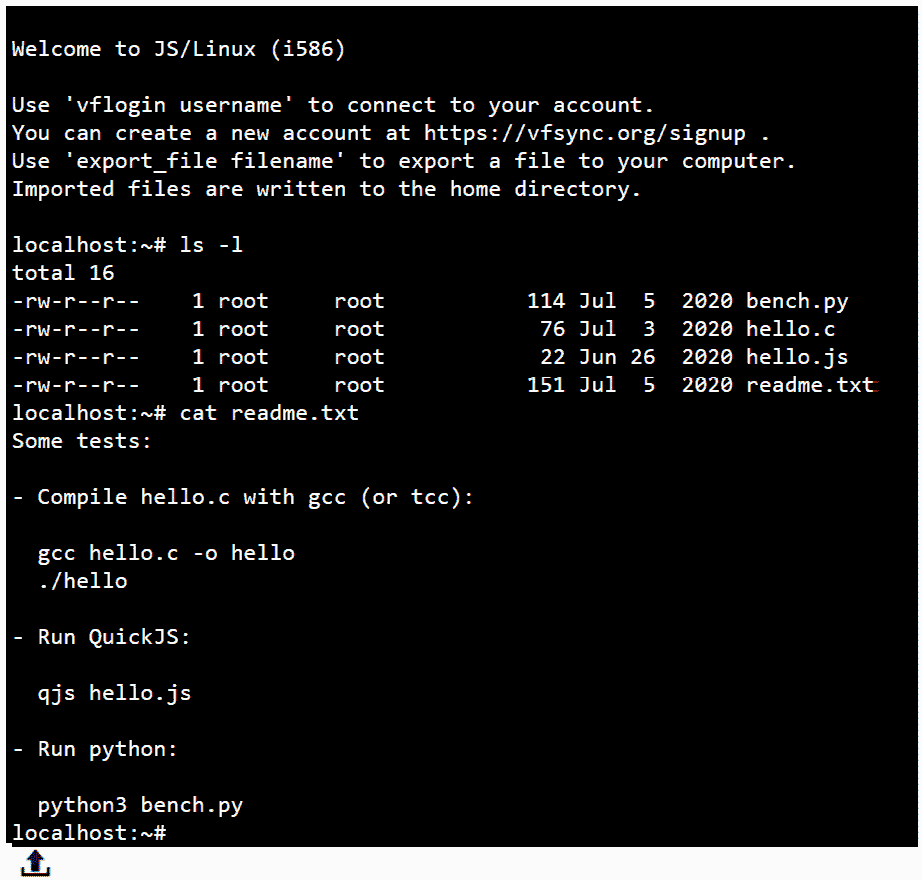 Welcome to JS/Linux (i586)
Use 'vflogin username' to connect to your account.
You can create a new account at https://vfsync.org/signup .
Use 'export_file filename' to export a file to your computer.
Imported files are written to the home directory.
localhost:~# ls -l
total 16
-rw-r--r--    1 root     root           114 Jul  5  2020 bench.py
-rw-r--r--    1 root     root            76 Jul  3  2020 hello.c
-rw-r--r--    1 root     root            22 Jun 26  2020 hello.js
-rw-r--r--    1 root     root           151 Jul  5  2020 readme.txt
localhost:~# cat readme.txt
Some tests:
- Compile hello.c with gcc (or tcc):
  gcc hello.c -o hello
  ./hello
- Run QuickJS:
  qjs hello.js
- Run python:
  python3 bench.py
localhost:~#